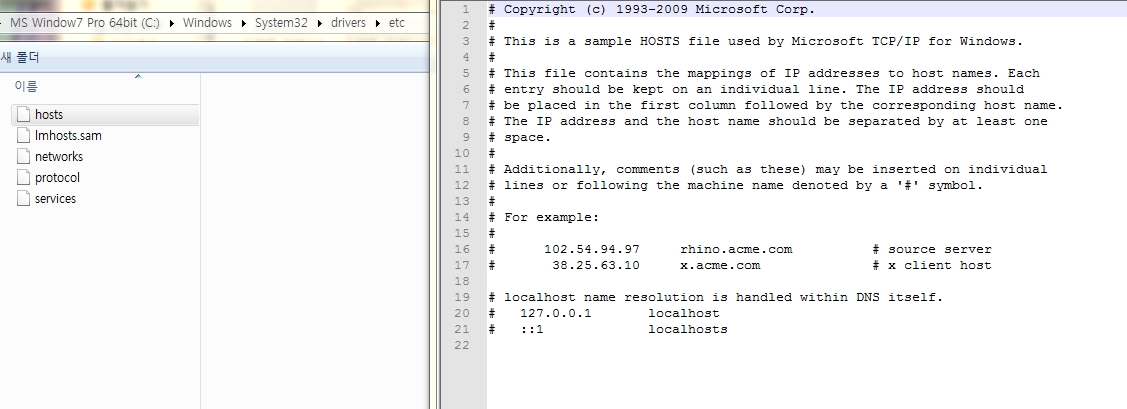 MS Window7 Pro 64bit (C:) ▸ Windows ▸ System32 ▸ drivers ▸ etc
새 폴더
이름
hosts
lmhosts.sam
networks
protocol
services
1 # Copyright (c) 1993-2009 Microsoft Corp.
2 #
3 # This is a sample HOSTS file used by Microsoft TCP/IP for Windows.
4 #
5 # This file contains the mappings of IP addresses to host names. Each
6 # entry should be kept on an individual line. The IP address should
7 # be placed in the first column followed by the corresponding host name.
8 # The IP address and the host name should be separated by at least one
9 # space.
10 #
11 # Additionally, comments (such as these) may be inserted on individual
12 # lines or following the machine name denoted by a '#' symbol.
13 #
14 # For example:
15 #
16 #      102.54.94.97     rhino.acme.com          # source server
17 #       38.25.63.10     x.acme.com              # x client host
18
19 # localhost name resolution is handled within DNS itself.
20 #   127.0.0.1       localhost
21 #   ::1             localhosts
22